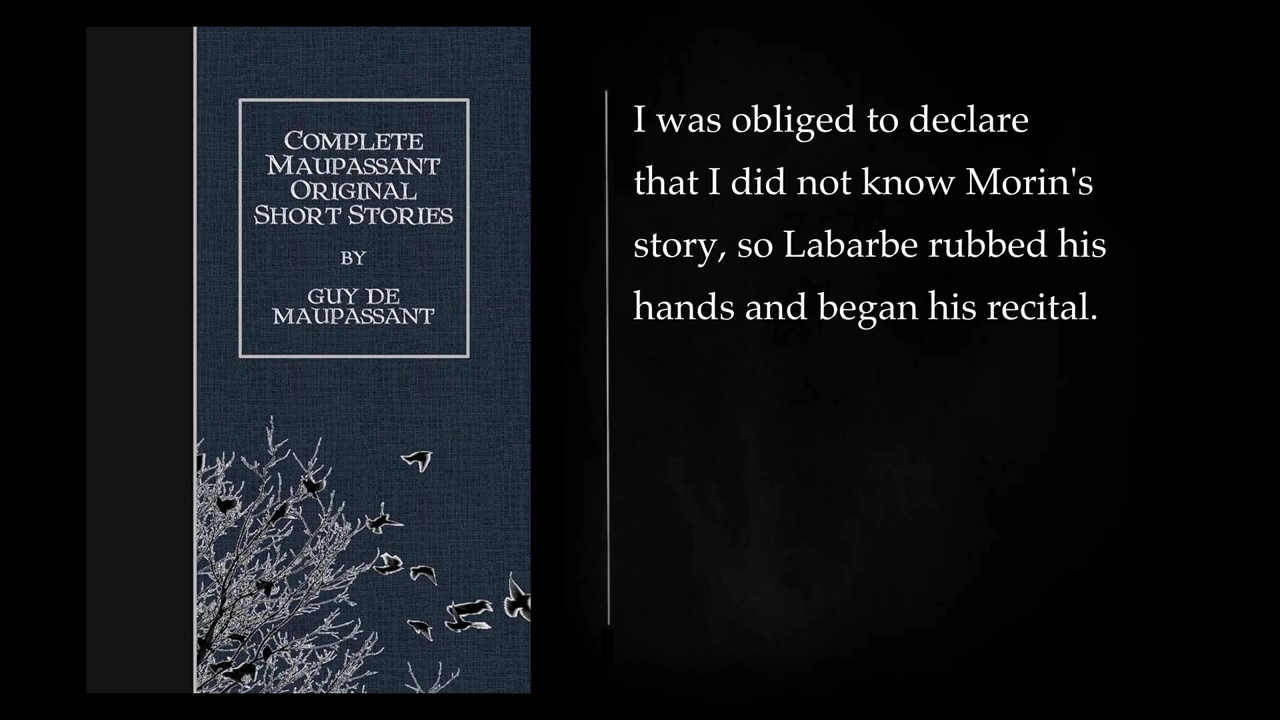 COMPLETE
MAUPASSANT
ORIGINAL
SHORT STORIES
BY
GUY DE
MAUPASSANT
I was obliged to declare
that I did not know Morin's
story, so Labarbe rubbed his
hands and began his recital.